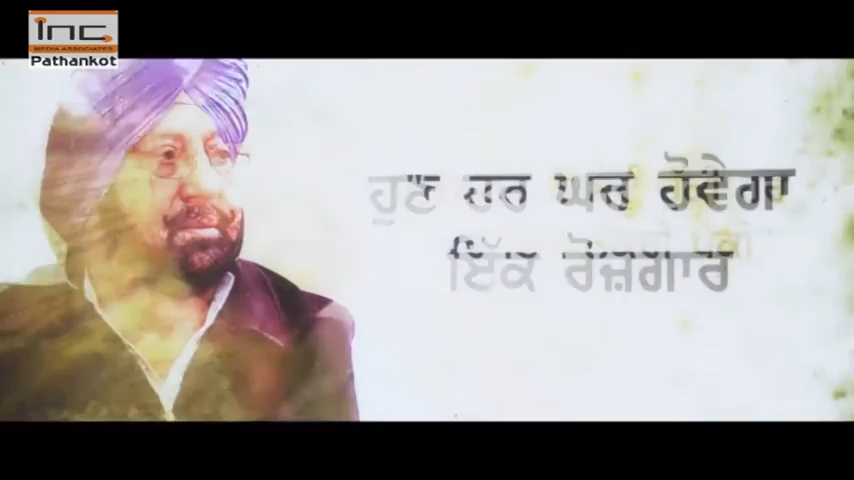 inc
MEDIA ASSOCIATES
Pathankot
ਹੁਣ ਹਰ ਘਰ ਹੋਵੇਗਾ
ਇੱਕ ਰੋਜ਼ਗਾਰ